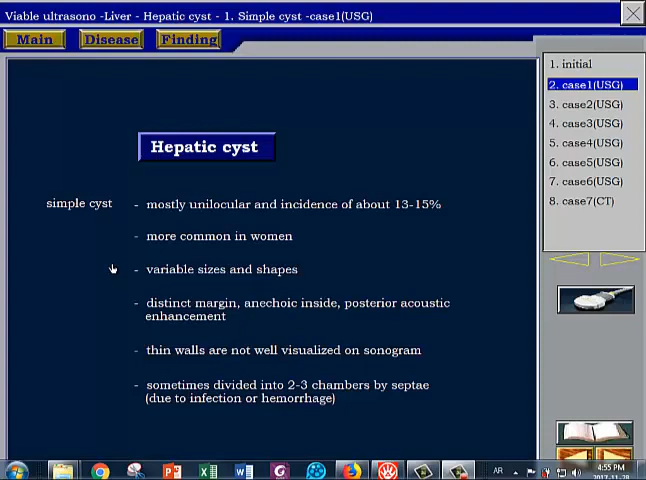 Viable ultrasono -Liver - Hepatic cyst - 1. Simple cyst -case1(USG)
Main Disease Finding
1. initial
2. case1(USG)
3. case2(USG)
4. case3(USG)
5. case4(USG)
6. case5(USG)
7. case6(USG)
8. case7(CT)
Hepatic cyst
simple cyst - mostly unilocular and incidence of about 13-15%
- more common in women
- variable sizes and shapes
- distinct margin, anechoic inside, posterior acoustic
enhancement
- thin walls are not well visualized on sonogram
- sometimes divided into 2-3 chambers by septae
(due to infection or hemorrhage)
AR
4:55 PM